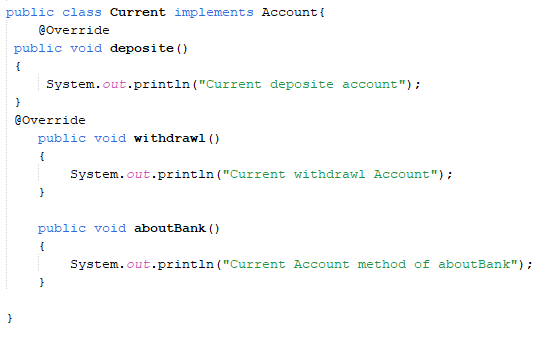 public class Current implements Account{
@Override
public void deposite()
{
System.out.println("Current deposite account");
}
@Override
public void withdrawl()
{
System.out.println("Current withdrawl Account");
}
public void aboutBank()
{
System.out.println("Current Account method of aboutBank");
}
}